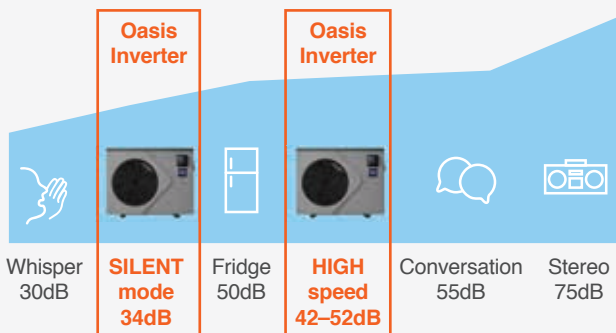 Oasis
Inverter
Oasis
Inverter
Whisper
30dB
SILENT
mode
34dB
Fridge
50dB
HIGH
speed
42–52dB
Conversation
55dB
Stereo
75dB